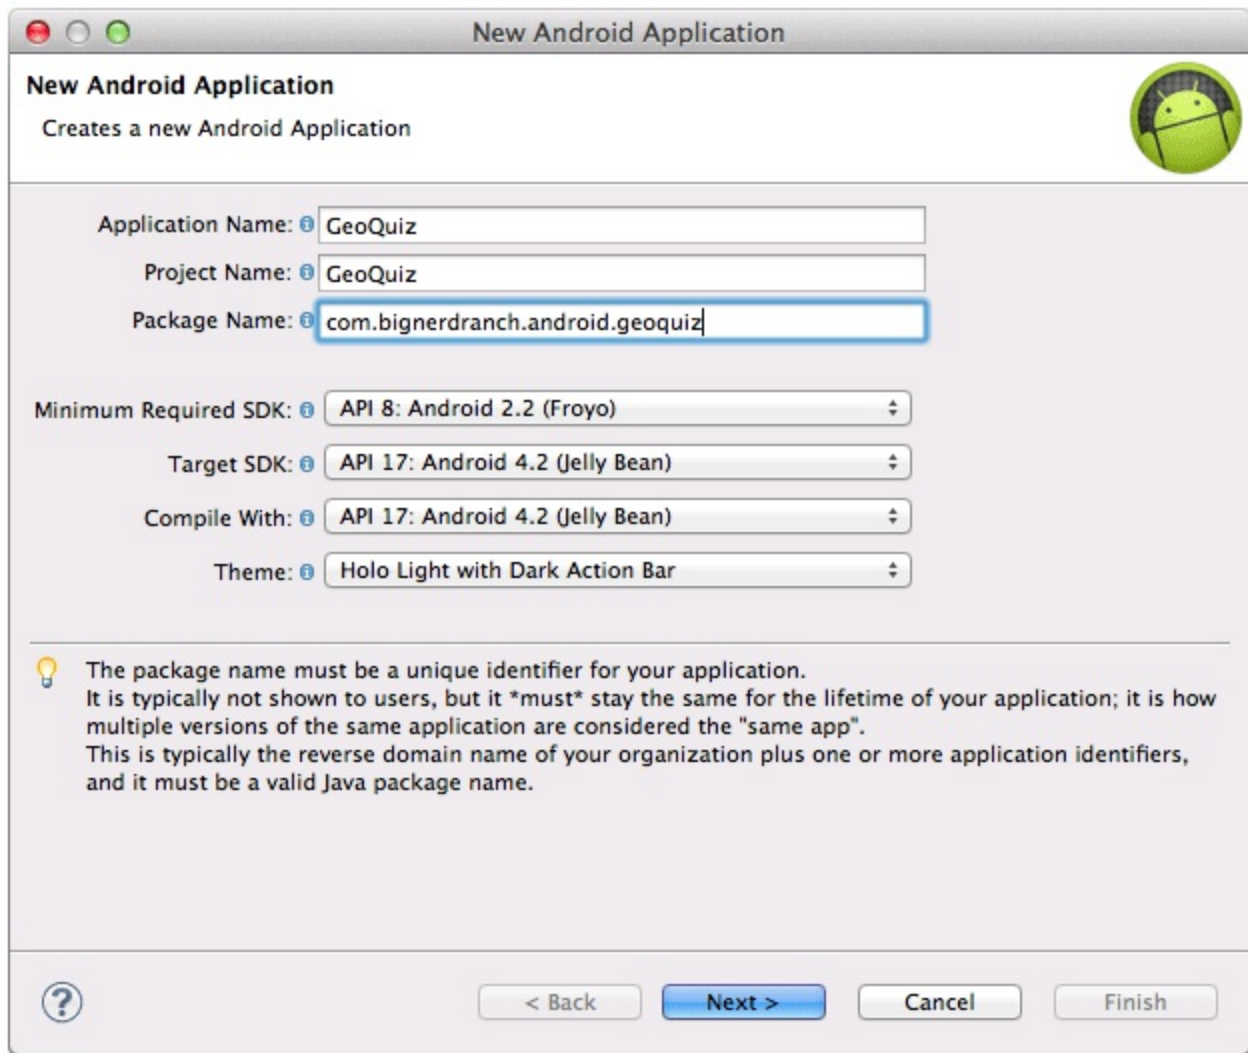 New Android Application
New Android Application
Creates a new Android Application
Application Name: GeoQuiz
Project Name: GeoQuiz
Package Name: com.bignerdranch.android.geoquiz
Minimum Required SDK: API 8: Android 2.2 (Froyo)
Target SDK: API 17: Android 4.2 (Jelly Bean)
Compile With: API 17: Android 4.2 (Jelly Bean)
Theme: Holo Light with Dark Action Bar
The package name must be a unique identifier for your application.
It is typically not shown to users, but it *must* stay the same for the lifetime of your application; it is how
multiple versions of the same application are considered the "same app".
This is typically the reverse domain name of your organization plus one or more application identifiers,
and it must be a valid Java package name.
? < Back Next > Cancel Finish